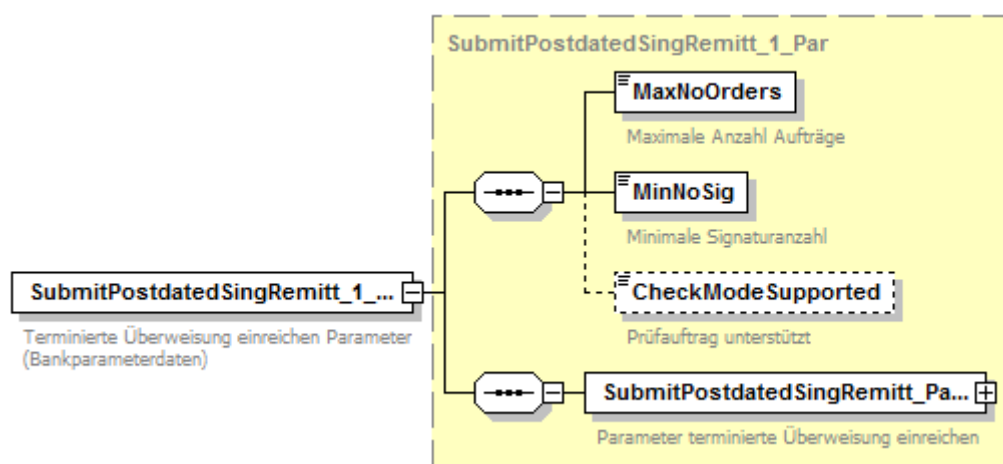 SubmitPostdatedSingRemitt_1_Par
MaxNoOrders
Maximale Anzahl Aufträge
MinNoSig
Minimale Signaturanzahl
SubmitPostdatedSingRemitt_1_...
Terminierte Überweisung einreichen Parameter
(Bankparameterdaten)
CheckModeSupported
Prüfauftrag unterstützt
SubmitPostdatedSingRemitt_Pa...
Parameter terminierte Überweisung einreichen